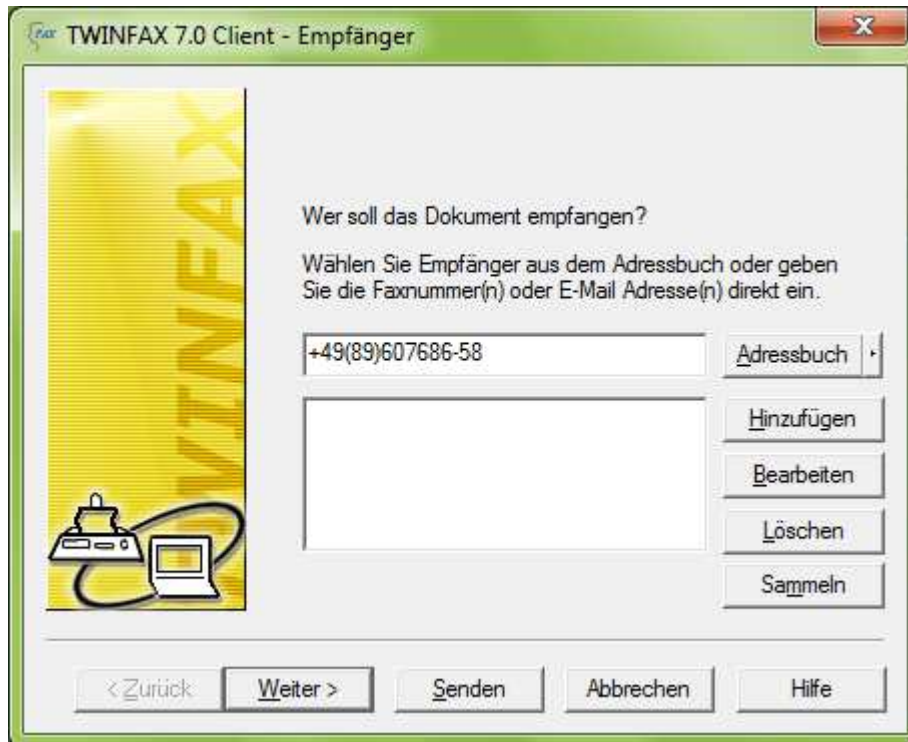 FAX TWINFAX 7.0 Client - Empfänger
TWINFAX
Wer soll das Dokument empfangen?
Wählen Sie Empfänger aus dem Adressbuch oder geben
Sie die Faxnummer(n) oder E-Mail Adresse(n) direkt ein.
+49(89)607686-58
Adressbuch
Hinzufügen
Bearbeiten
Löschen
Sammeln
< Zurück
Weiter >
Senden
Abbrechen
Hilfe